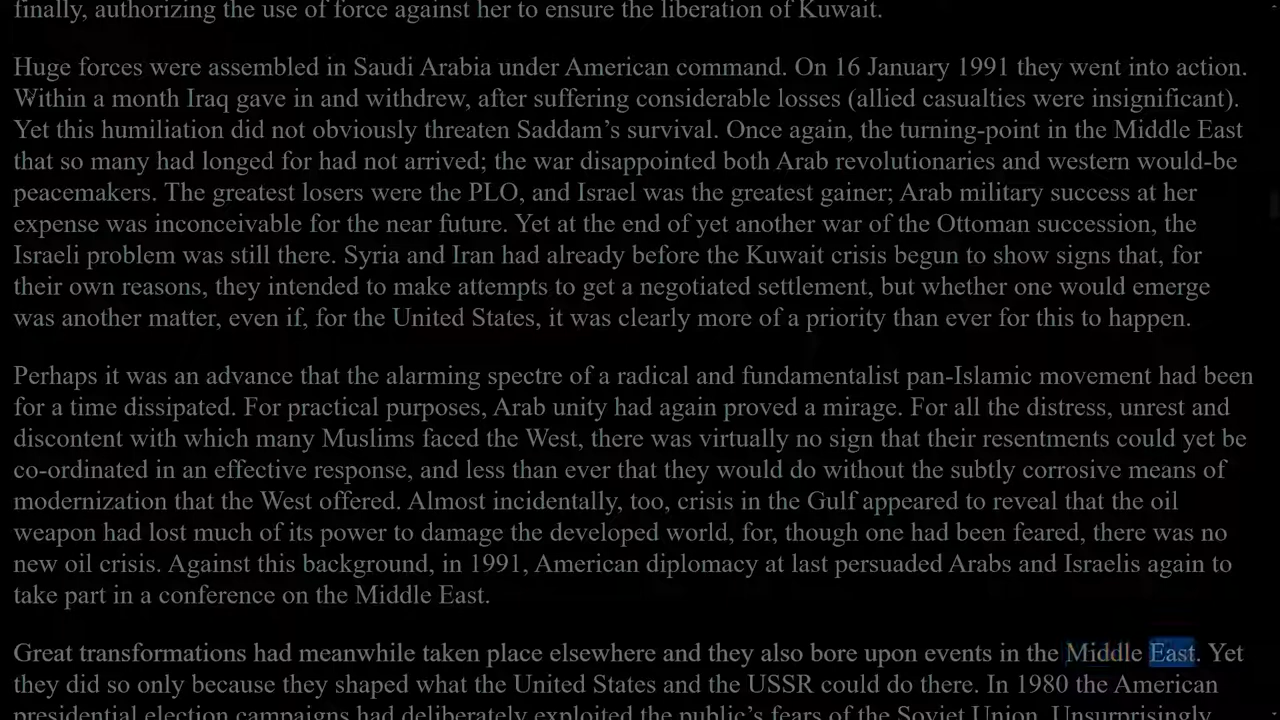 finally, authorizing the use of force against her to ensure the liberation of Kuwait.
Huge forces were assembled in Saudi Arabia under American command. On 16 January 1991 they went into action.
Within a month Iraq gave in and withdrew, after suffering considerable losses (allied casualties were insignificant).
Yet this humiliation did not obviously threaten Saddam’s survival. Once again, the turning-point in the Middle East
that so many had longed for had not arrived; the war disappointed both Arab revolutionaries and western would-be
peacemakers. The greatest losers were the PLO, and Israel was the greatest gainer; Arab military success at her
expense was inconceivable for the near future. Yet at the end of yet another war of the Ottoman succession, the
Israeli problem was still there. Syria and Iran had already before the Kuwait crisis begun to show signs that, for
their own reasons, they intended to make attempts to get a negotiated settlement, but whether one would emerge
was another matter, even if, for the United States, it was clearly more of a priority than ever for this to happen.
Perhaps it was an advance that the alarming spectre of a radical and fundamentalist pan-Islamic movement had been
for a time dissipated. For practical purposes, Arab unity had again proved a mirage. For all the distress, unrest and
discontent with which many Muslims faced the West, there was virtually no sign that their resentments could yet be
co-ordinated in an effective response, and less than ever that they would do without the subtly corrosive means of
modernization that the West offered. Almost incidentally, too, crisis in the Gulf appeared to reveal that the oil
weapon had lost much of its power to damage the developed world, for, though one had been feared, there was no
new oil crisis. Against this background, in 1991, American diplomacy at last persuaded Arabs and Israelis again to
take part in a conference on the Middle East.
Great transformations had meanwhile taken place elsewhere and they also bore upon events in the Middle East. Yet
they did so only because they shaped what the United States and the USSR could do there. In 1980 the American
presidential election campaigns had deliberately exploited the public’s fears of the Soviet Union. Unsurprisingly